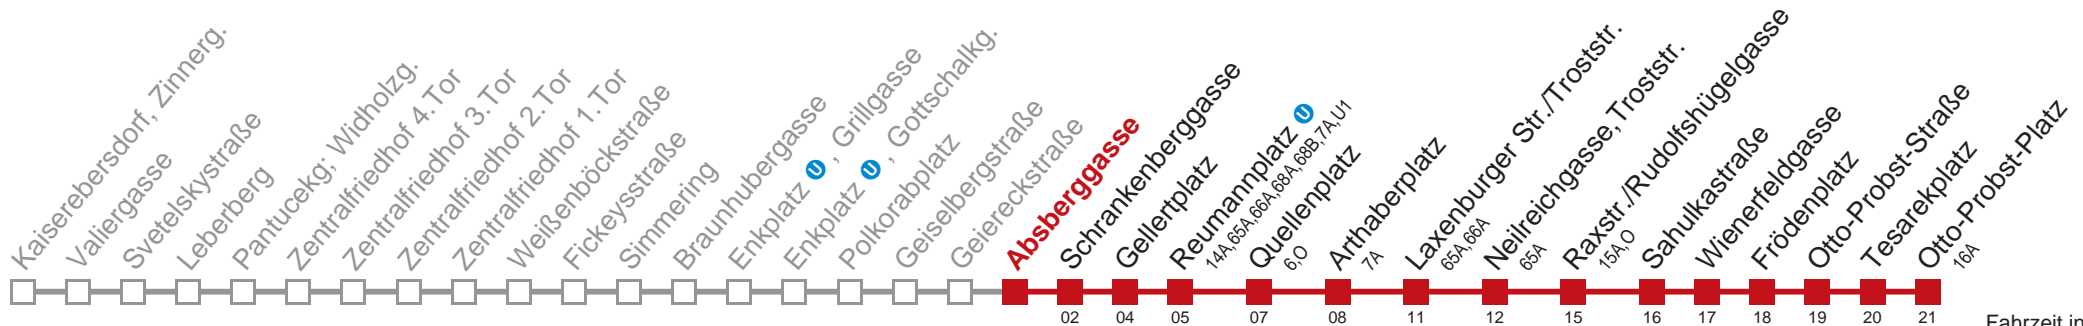 Kaiserebersdorf, Zinnerg.
Valiergasse
Svetelskystraße
Leberberg
Pantucekg; Widholzg.
Zentralfriedhof 4.Tor
Zentralfriedhof 3.Tor
Zentralfriedhof 2.Tor
Zentralfriedhof 1.Tor
Weißenböckstraße
Fickeysstraße
Simmering
Braunhubergasse
Enkplatz U , Grillgasse
Enkplatz U , Gottschalkg.
Polkorabplatz
Geiselbergstraße
Geiereckstraße
Absberggasse
Schrankenberggasse
02
Gellertplatz
04
Reumannplatz U
14A,65A,66A,68A,68B,7A,U1
05
Quellenplatz
6,O
07
Arthaberplatz
7A
08
Laxenburger Str./Troststr.
65A,66A
11
Neilreichgasse,Troststr.
65A
12
Raxstr./Rudolfshügelgasse
15A,O
15
Sahulkastraße
16
Wienerfeldgasse
17
Frödenplatz
18
Otto-Probst-Straße
19
Tesarekplatz
20
Otto-Probst-Platz
16A
21
Fahrzeit in